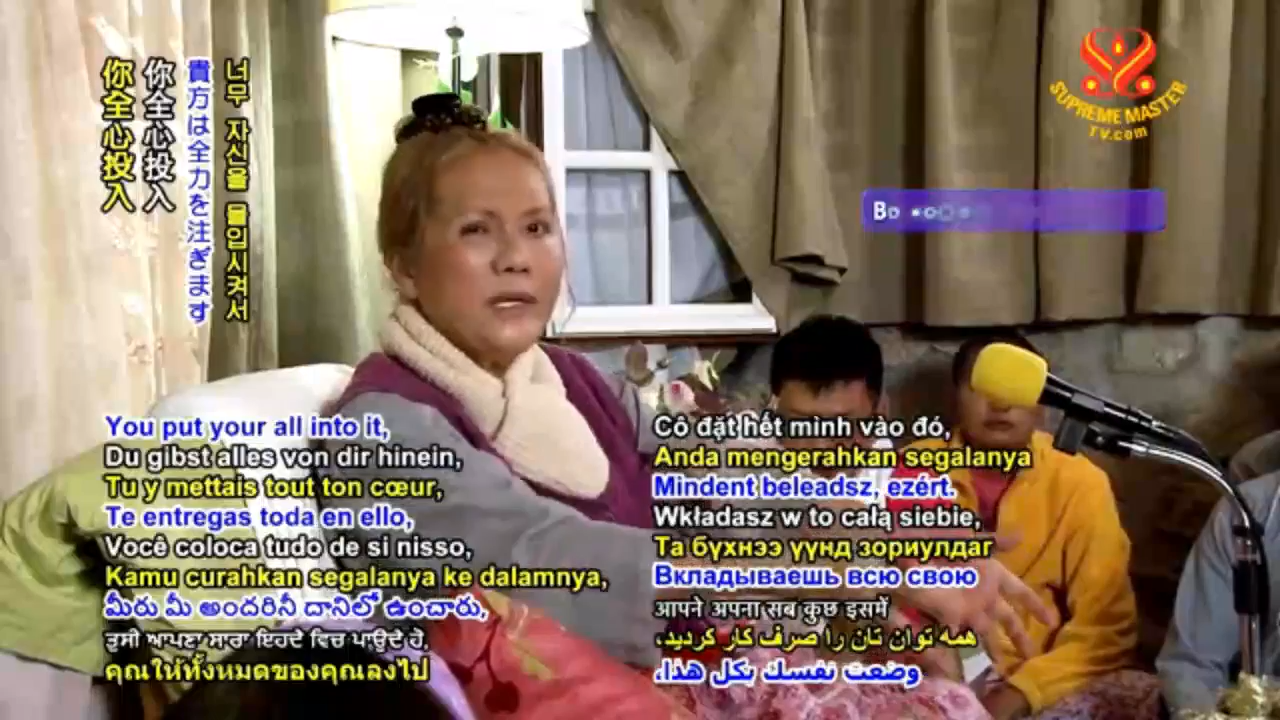 너무 자신을 몰입시켜서
貴方は全力を注ぎます
你全心投入
你全心投入
SUPREME MASTER
TV.com
You put your all into it,
Du gibst alles von dir hinein,
Tu y mettais tout ton cœur,
Te entregas toda en ello,
Você coloca tudo de si nisso,
Kamu curahkan segalanya ke dalamnya,
మీరు మీ అందరినీ దానిలో ఉంచారు,
ਤੁਸੀ ਆਪਣਾ ਸਾਰਾ ਇਹਦੇ ਵਿਚ ਪਾਉਂਦੇ ਹੋ,
คุณให้ทั้งหมดของคุณลงไป
Cô đặt hết mình vào đó,
Anda mengerahkan segalanya
Mindent beleadsz, ezért.
Wkładasz w to całą siebie,
Та бүхнээ үүнд зориулдаг
Вкладываешь всю свою
आपने अपना सब कुछ इसमें
همه توان تان را صرف کار کردید،
وضعت نفسك بكل هذا،